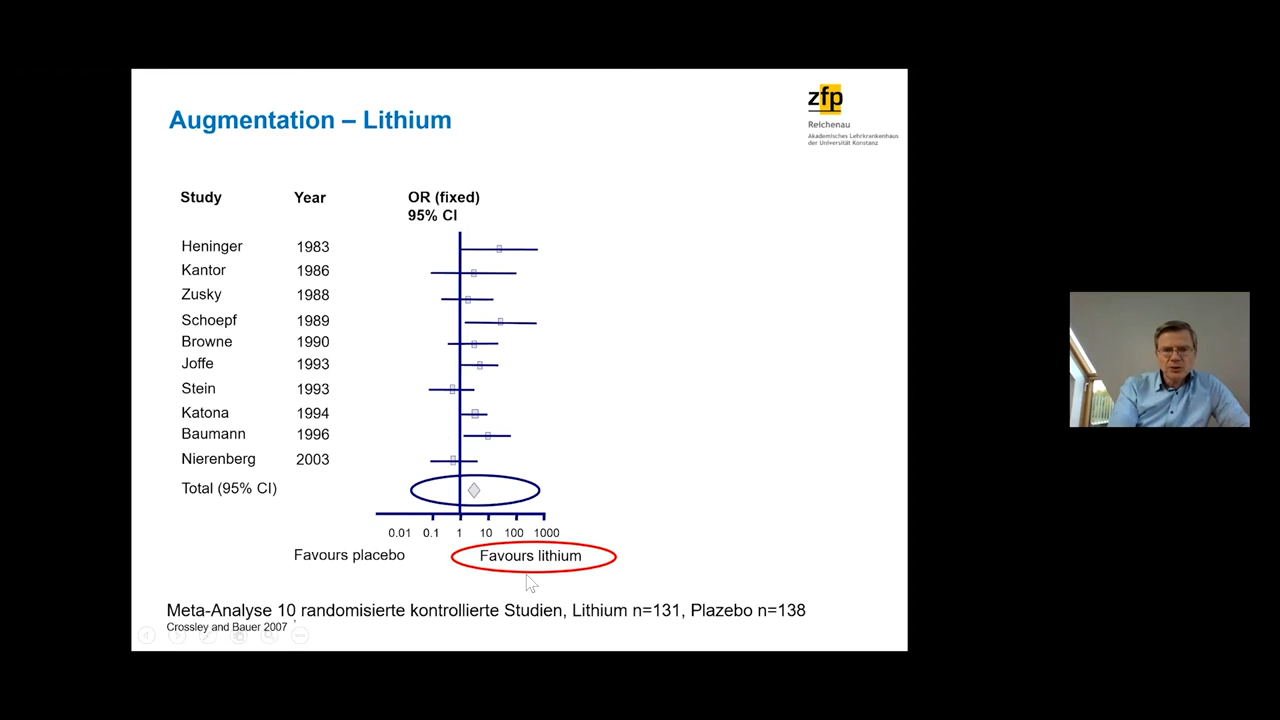 zfp
Reichenau
Akademisches Lehrkrankenhaus
der Universität Konstanz
Augmentation – Lithium
Study Year OR (fixed)
95% CI
Heninger 1983
Kantor 1986
Zusky 1988
Schoepf 1989
Browne 1990
Joffe 1993
Stein 1993
Katona 1994
Baumann 1996
Nierenberg 2003
Total (95% CI)
0.01 0.1 1 10 100 1000
Favours placebo Favours lithium
Meta-Analyse 10 randomisierte kontrollierte Studien, Lithium n=131, Plazebo n=138
Crossley and Bauer 2007